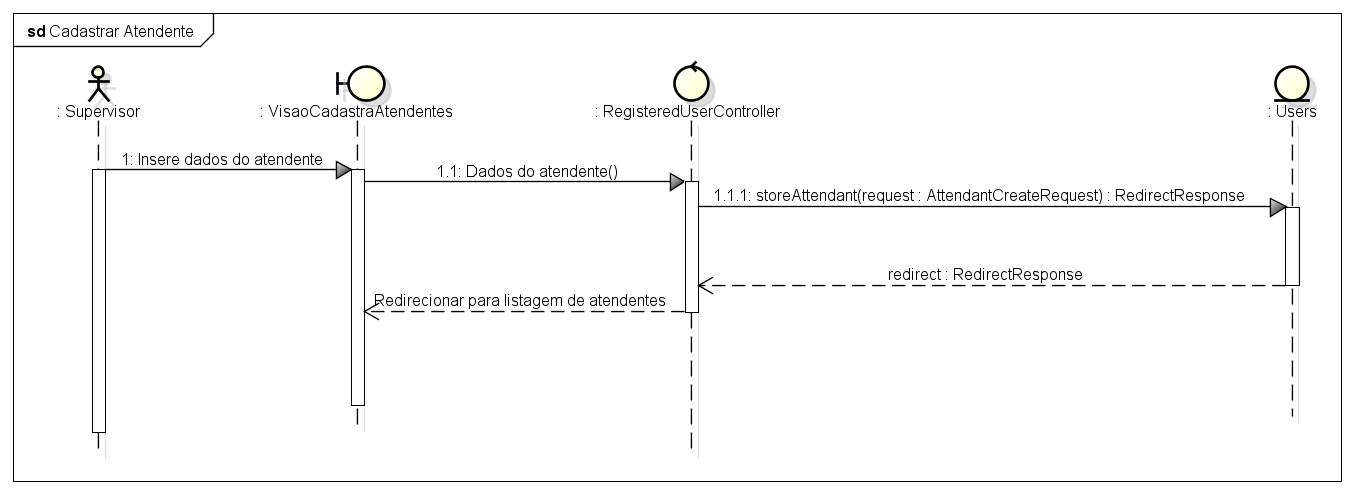 sd Cadastrar Atendente
: Supervisor
: VisaoCadastraAtendentes
: RegisteredUserController
: Users
1: Insere dados do atendente
1.1: Dados do atendente()
1.1.1: storeAttendant(request : AttendantCreateRequest) : RedirectResponse
redirect : RedirectResponse
Redirecionar para listagem de atendentes